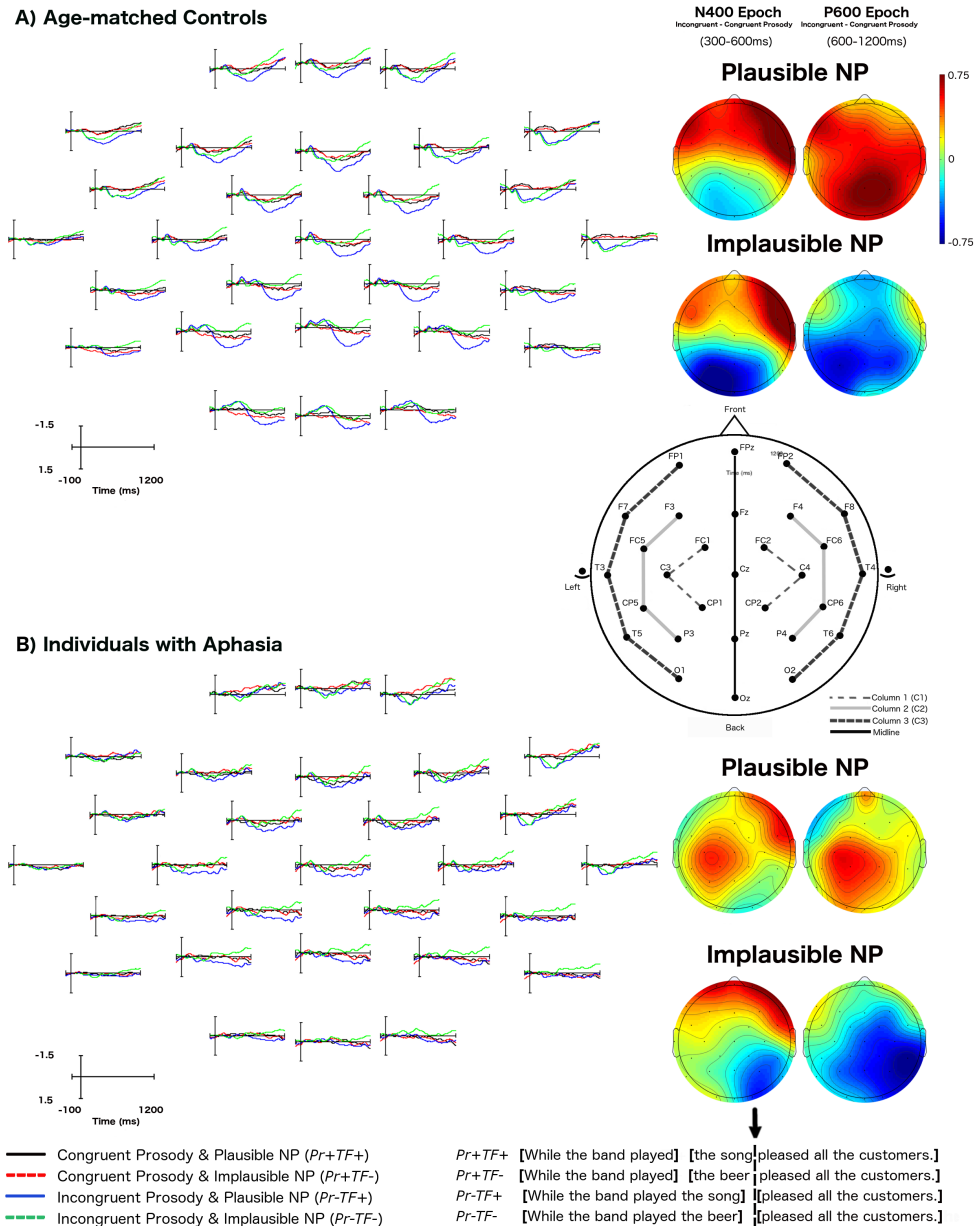 A) Age-matched Controls
N400 Epoch
Incongruent - Congruent Prosody
(300-600ms)
P600 Epoch
Incongruent - Congruent Prosody
(600-1200ms)
Plausible NP
0.75
0
-0.75
Implausible NP
-1.5
1.5
-100 1200
Time (ms)
Front
FPz
FP1
1200
FP2
Time (ms)
F7 F3 Fz F4 F8
FC5 FC1 FC2 FC6
T3 C3 Cz C4 T4
Left Right
CP5 CP1 CP2 CP6
T5 P3 Pz P4 T6
O1 O2
Oz
Back
Column 1 (C1)
Column 2 (C2)
Column 3 (C3)
Midline
B) Individuals with Aphasia
Plausible NP
Implausible NP
-1.5
1.5
-100 1200
Time (ms)
Congruent Prosody & Plausible NP (Pr+TF+)
Congruent Prosody & Implausible NP (Pr+TF-)
Incongruent Prosody & Plausible NP (Pr-TF+)
Incongruent Prosody & Implausible NP (Pr-TF-)
Pr+TF+ [While the band played] [the song pleased all the customers.]
Pr+TF- [While the band played] [the beer pleased all the customers.]
Pr-TF+ [While the band played the song] [pleased all the customers.]
Pr-TF- [While the band played the beer] [pleased all the customers.]